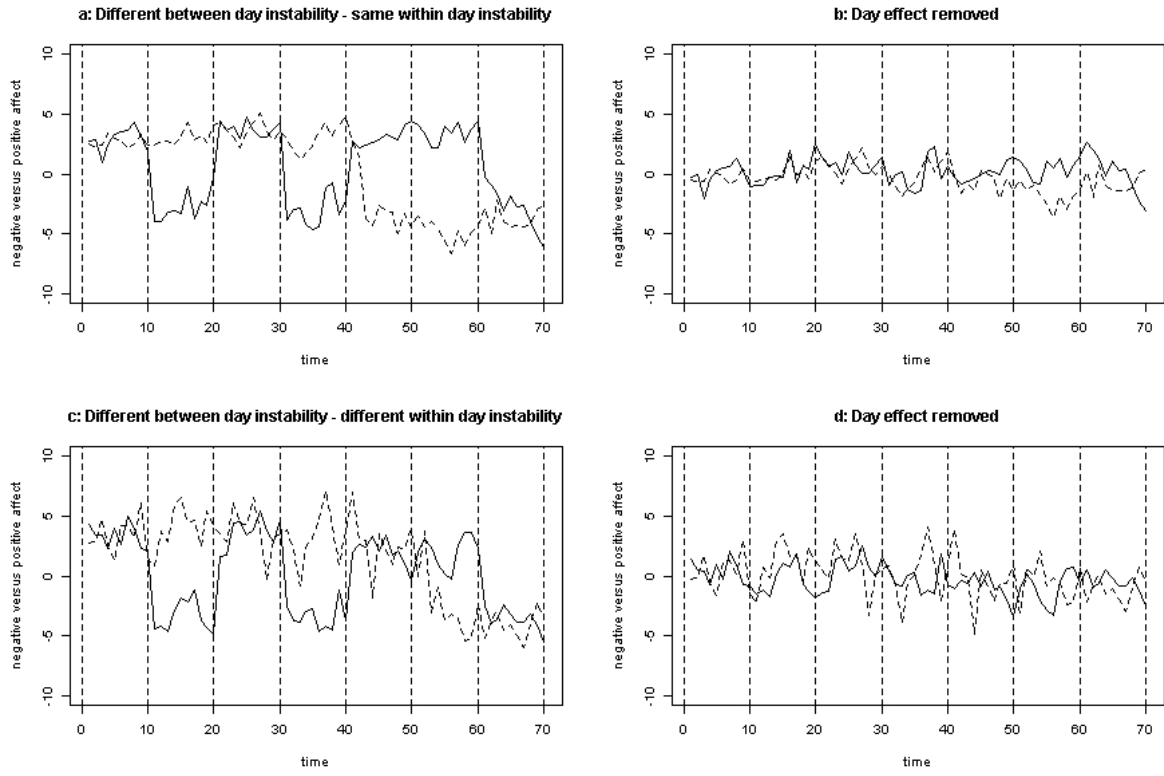 a: Different between day instability - same within day instability
negative versus positive affect
10
5
0
-5
-10
0 10 20 30 40 50 60 70
time
b: Day effect removed
negative versus positive affect
10
5
0
-5
-10
0 10 20 30 40 50 60 70
time
c: Different between day instability - different within day instability
negative versus positive affect
10
5
0
-5
-10
0 10 20 30 40 50 60 70
time
d: Day effect removed
negative versus positive affect
10
5
0
-5
-10
0 10 20 30 40 50 60 70
time